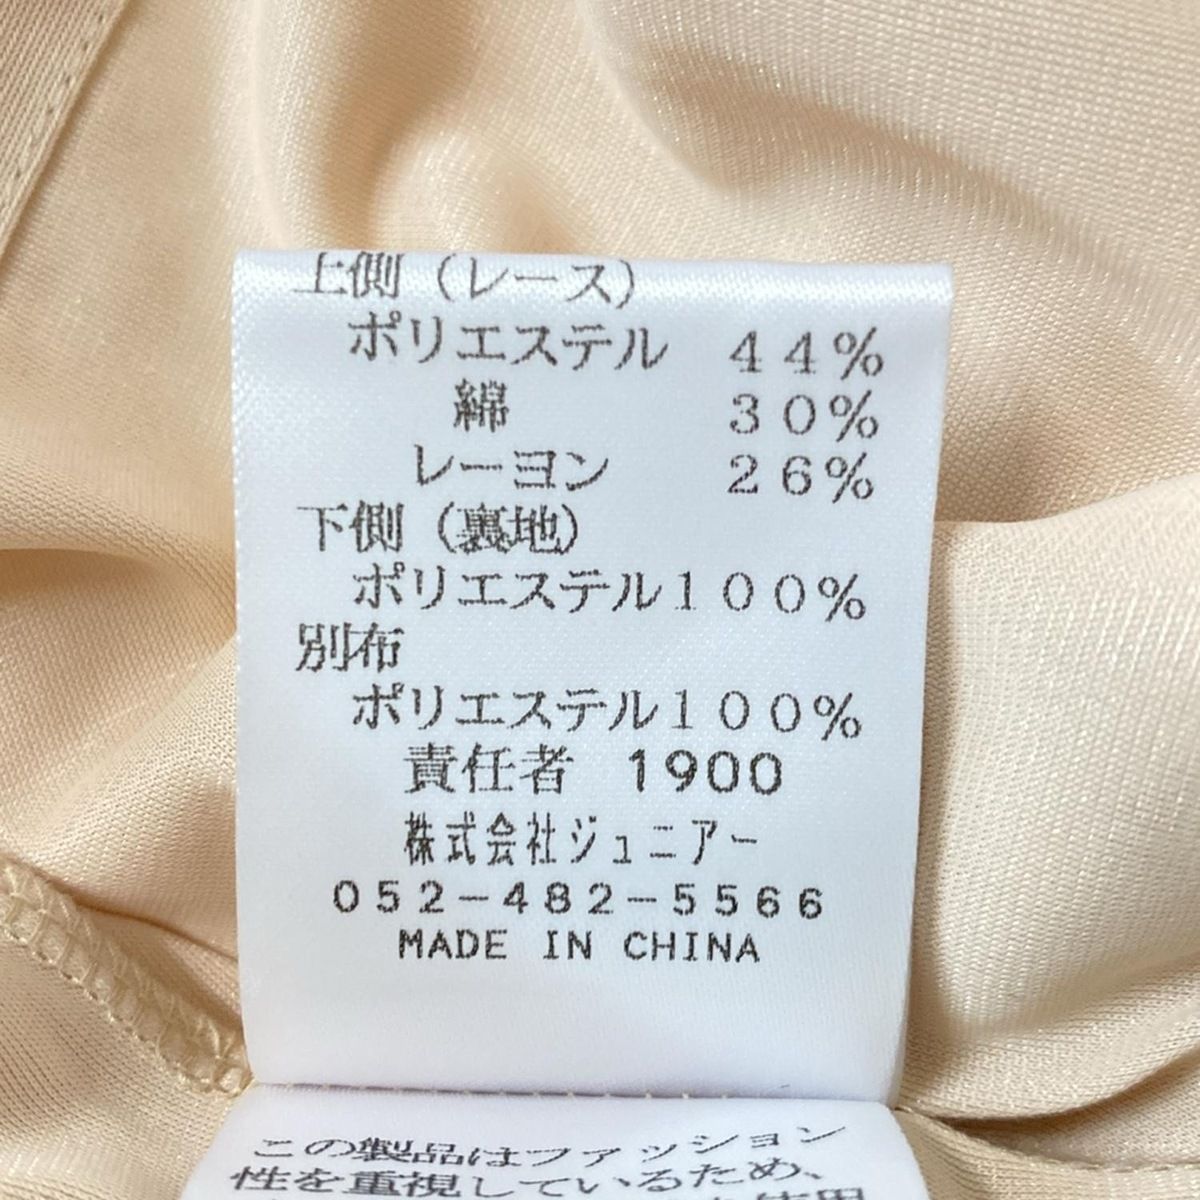 上側（レース）
ポリエステル 44%
綿 30%
レーヨン 26%
下側（裏地）
ポリエステル100%
別布
ポリエステル100%
責任者 1900
株式会社ジュニアー
052-482-5566
MADE IN CHINA
この製品はファッション
性を重視しているため、